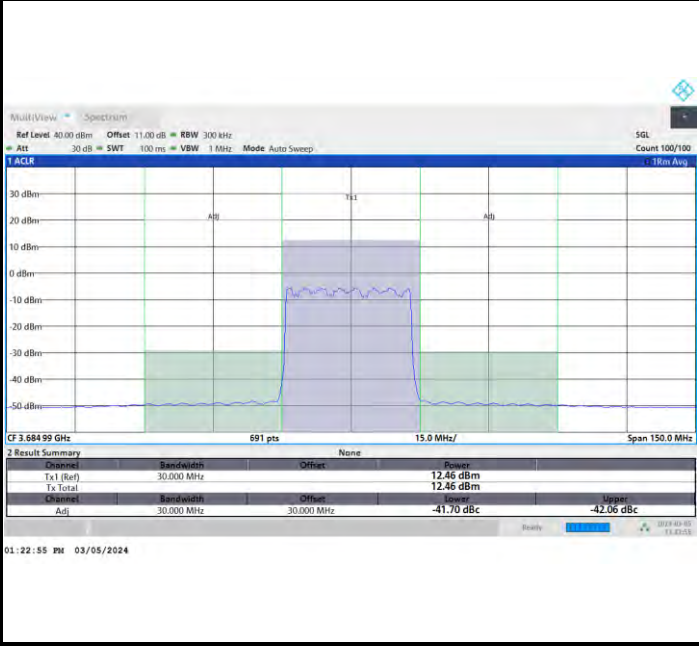 MultiView Spectrum
Ref Level 40.00 dBm Offset 11.00 dB RBW 300 kHz SGL
Att 30 dB SWT 100 ms VBW 1 MHz Mode Auto Sweep Count 100/100
1 ACLR 1Rm Avg
30 dBm
Tx1
20 dBm Adj Adj
10 dBm
0 dBm
-10 dBm
-20 dBm
-30 dBm
-40 dBm
-50 dBm
CF 3.684 99 GHz 691 pts 15.0 MHz/ Span 150.0 MHz
2 Result Summary None
Channel Bandwidth Offset Power
Tx1 (Ref) 30.000 MHz 12.46 dBm
Tx Total 12.46 dBm
Channel Bandwidth Offset Lower Upper
Adj 30.000 MHz 30.000 MHz -41.70 dBc -42.06 dBc
Ready
01:22:55 PM 03/05/2024